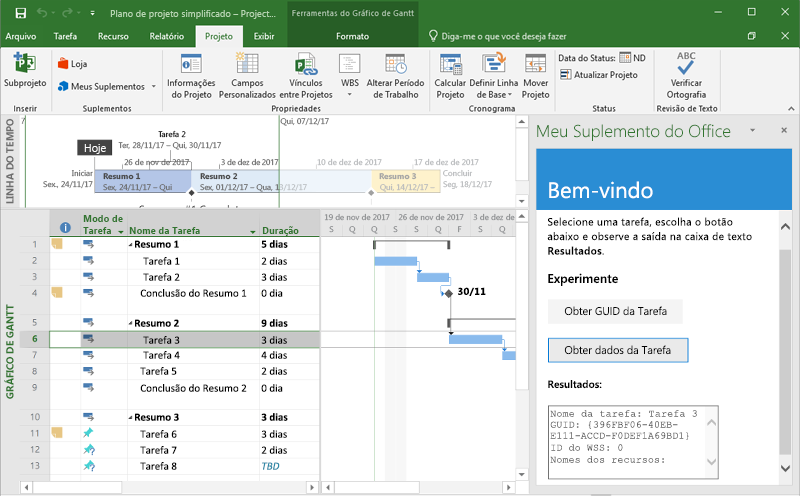 Plano de projeto simplificado – Project...
Ferramentas do Gráfico de Gantt
Arquivo Tarefa Recurso Relatório Projeto Exibir Formato Diga-me o que você deseja fazer
Subprojeto
Inserir
Loja
Meus Suplementos
Suplementos
Informações do Projeto
Campos Personalizados
Vínculos entre Projetos
WBS
Alterar Período de Trabalho
Propriedades
Calcular Projeto
Definir Linha de Base
Mover Projeto
Cronograma
Data do Status: ND
Atualizar Projeto
Status
ABC
Verificar Ortografia
Revisão de Texto
LINHA DO TEMPO
Qui, 07/12/17
Tarefa 2
Ter, 28/11/17 – Qui, 30/11/17
Hoje
26 de nov de 2017 3 de dez de 2017 10 de dez de 2017 17 de dez de 2017
Iniciar
Sex, 24/11/17
Resumo 1
Sex, 24/11/17 – Qui
Resumo 2
Sex, 01/12/17 – Qua, 13/12/17
Resumo 3
Qui, 14/12/17 –
Concluir
Seg, 18/12/17
GRÁFICO DE GANTT
Modo de Tarefa Nome da Tarefa Duração
19 de nov de 2017 26 de nov de 2017 3 de dez de
S Q Q S T S Q F M S T
1 Resumo 1 5 dias
2 Tarefa 1 2 dias
3 Tarefa 2 3 dias
4 Conclusão do Resumo 1 0 dia
30/11
5 Resumo 2 9 dias
6 Tarefa 3 3 dias
7 Tarefa 4 4 dias
8 Tarefa 5 2 dias
9 Conclusão do Resumo 2 0 dia
10 Resumo 3 3 dias
11 Tarefa 6 3 dias
12 Tarefa 7 2 dias
13 Tarefa 8 TBD
Meu Suplemento do Office
Bem-vindo
Selecione uma tarefa, escolha o botão
abaixo e observe a saída na caixa de texto
Resultados.
Experimente
Obter GUID da Tarefa
Obter dados da Tarefa
Resultados:
Nome da tarefa: Tarefa 3
GUID: {396FBF06-40EB-
E111-ACCD-F0DEF1A69BD1}
ID do WSS: 0
Nomes dos recursos: